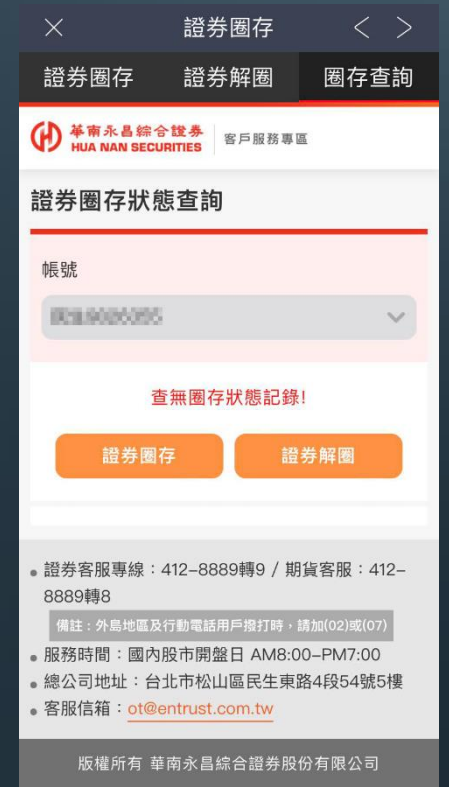 證券圈存
證券圈存 證券解圈 圈存查詢
華南永昌綜合證券
HUA NAN SECURITIES
客戶服務專區
證券圈存狀態查詢
帳號
查無圈存狀態記錄!
證券圈存 證券解圈
證券客服專線：412–8889轉9 / 期貨客服：412–
8889轉8
備註：外島地區及行動電話用戶撥打時，請加(02)或(07)
服務時間：國內股市開盤日 AM8:00–PM7:00
總公司地址：台北市松山區民生東路4段54號5樓
客服信箱：ot@entrust.com.tw
版權所有 華南永昌綜合證券股份有限公司